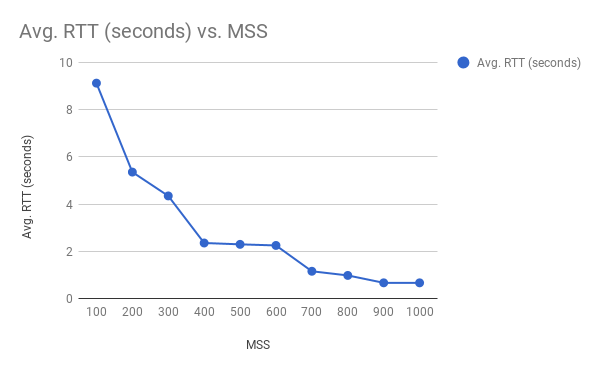 Avg. RTT (seconds) vs. MSS
Avg. RTT (seconds)
10
8
6
4
2
0
Avg. RTT (seconds)
100 200 300 400 500 600 700 800 900 1000
MSS